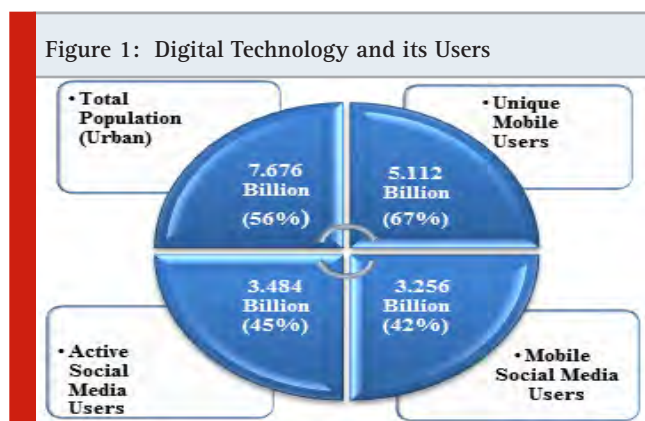 Figure 1: Digital Technology and its Users
• Total
Population
(Urban)
• Unique
Mobile
Users
7.676
Billion
(56%)
5.112
Billion
(67%)
3.484
Billion
(45%)
3.256
Billion
(42%)
• Active
Social
Media
Users
• Mobile
Social Media
Users